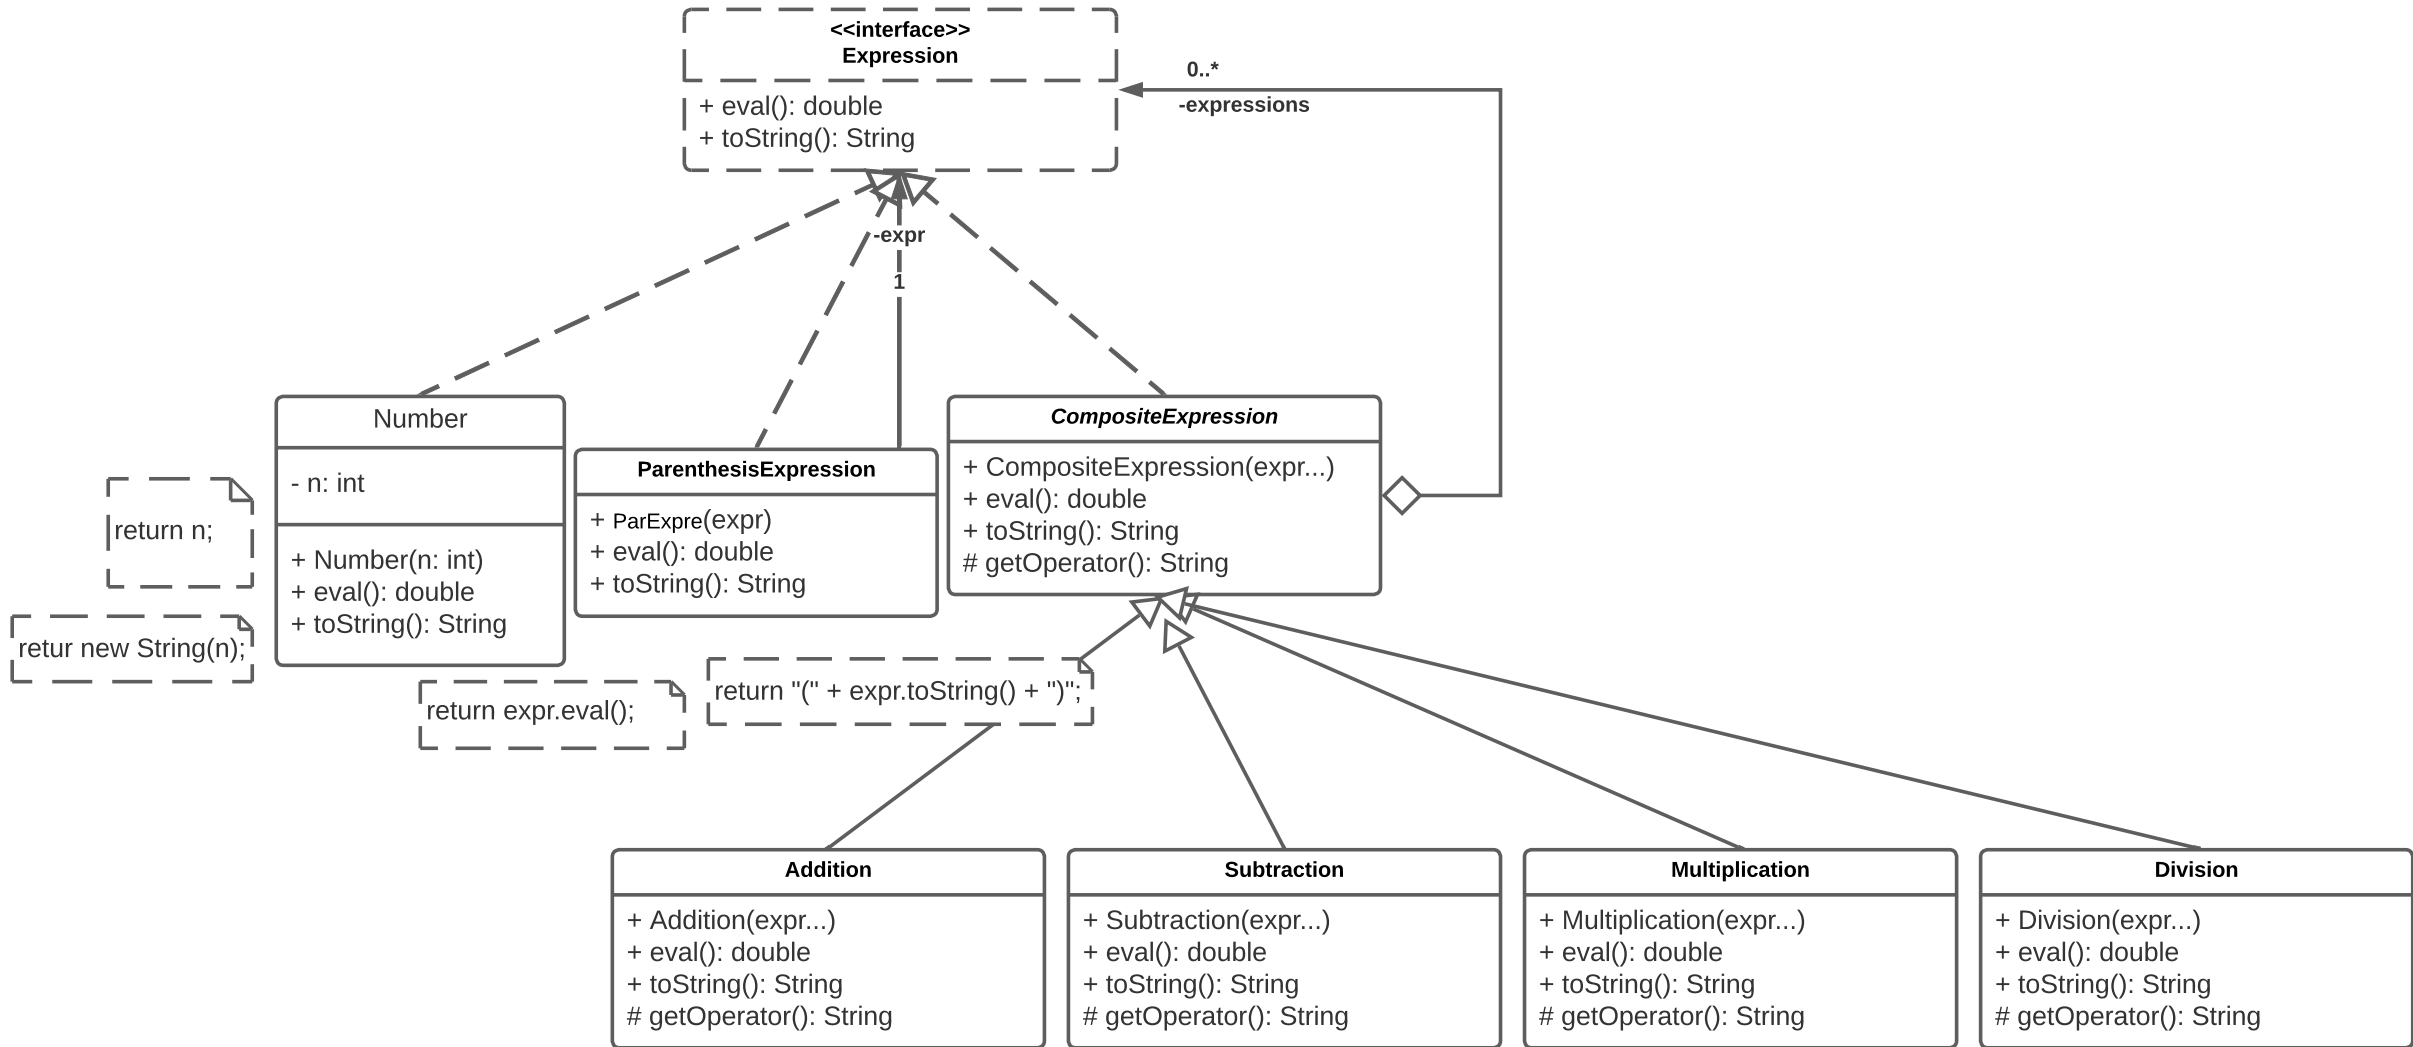 <<interface>>
Expression
+ eval(): double
+ toString(): String
0..*
-expressions
-expr
1
Number
- n: int
+ Number(n: int)
+ eval(): double
+ toString(): String
return n;
retur new String(n);
ParenthesisExpression
+ ParExpre(expr)
+ eval(): double
+ toString(): String
return expr.eval();
return "(" + expr.toString() + ")";
CompositeExpression
+ CompositeExpression(expr...)
+ eval(): double
+ toString(): String
# getOperator(): String
Addition
+ Addition(expr...)
+ eval(): double
+ toString(): String
# getOperator(): String
Subtraction
+ Subtraction(expr...)
+ eval(): double
+ toString(): String
# getOperator(): String
Multiplication
+ Multiplication(expr...)
+ eval(): double
+ toString(): String
# getOperator(): String
Division
+ Division(expr...)
+ eval(): double
+ toString(): String
# getOperator(): String